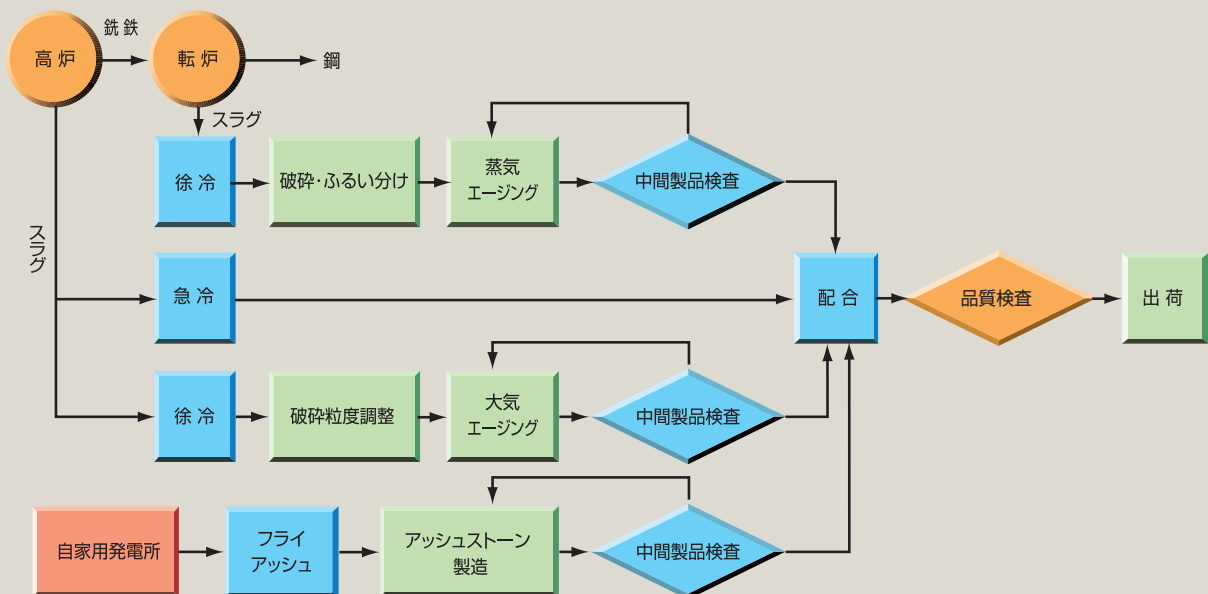 高炉
銑鉄
転炉
鋼
スラグ
徐冷
破砕・ふるい分け
蒸気
エージング
中間製品検査
スラグ
急冷
配合
品質検査
出荷
徐冷
破砕粒度調整
大気
エージング
中間製品検査
自家用発電所
フライ
アッシュ
アッシュストーン
製造
中間製品検査